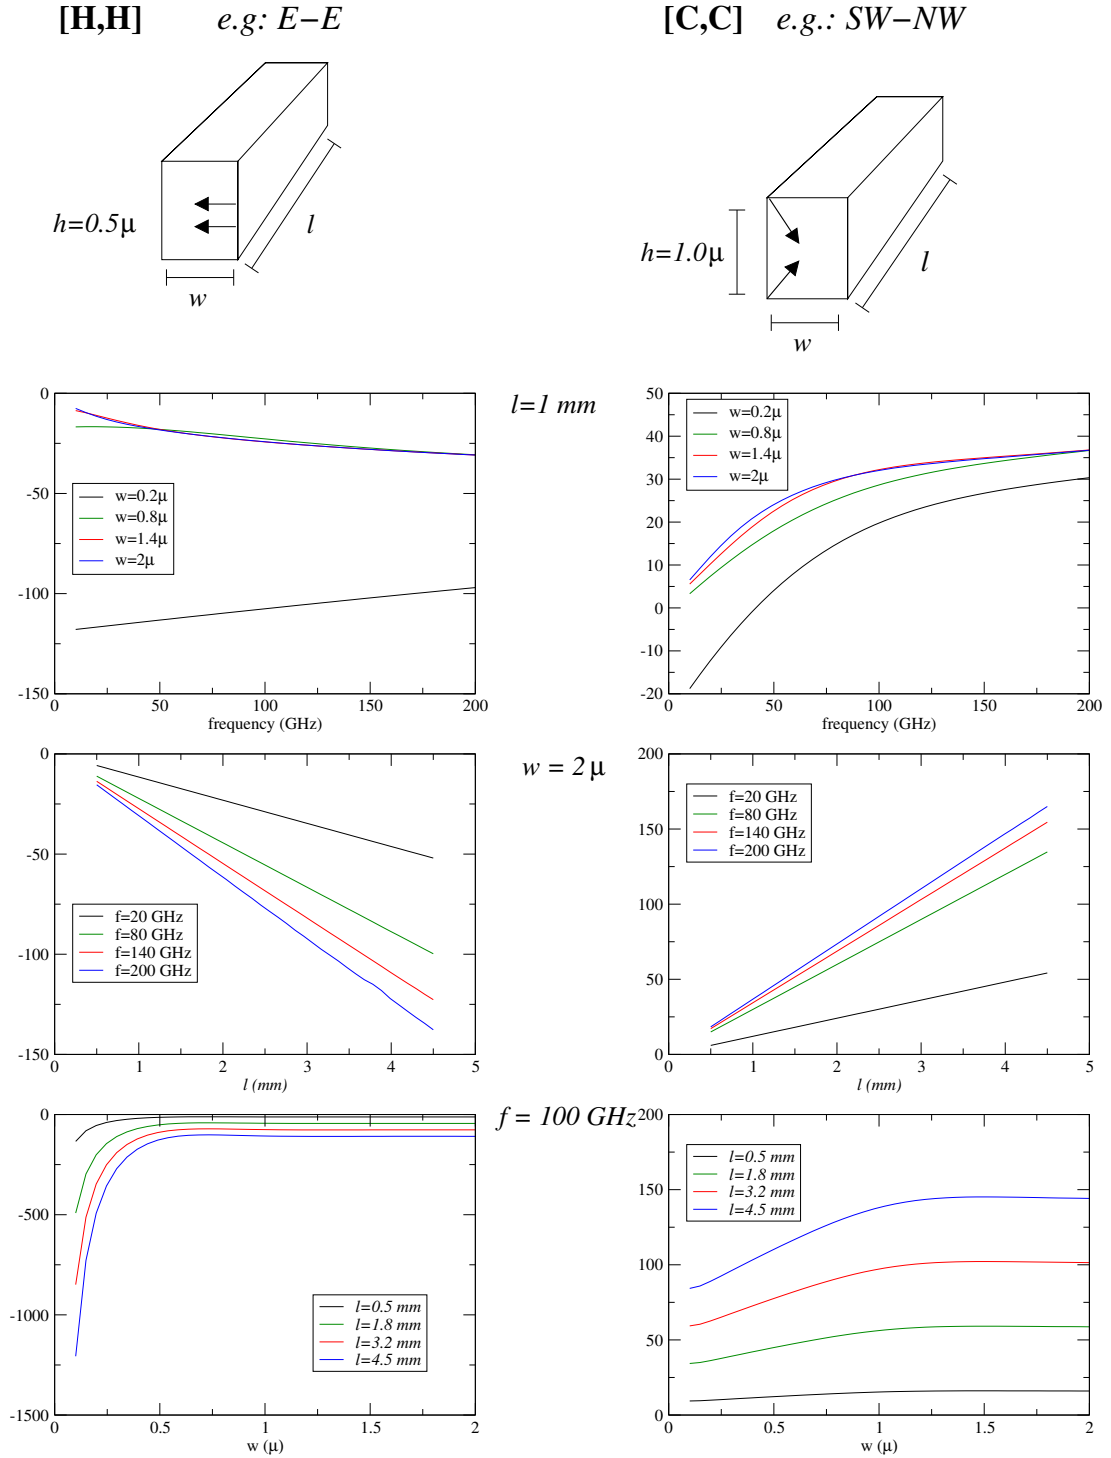 [H,H] e.g: E−E
[C,C] e.g.: SW−NW
h=0.5μ
w
l
h=1.0μ
w
l
l=1 mm
0
-50
-100
-150
0 50 100 150 200
frequency (GHz)
w=0.2μ
w=0.8μ
w=1.4μ
w=2μ
50
40
30
20
10
0
-10
-20
0 50 100 150 200
frequency (GHz)
w=0.2μ
w=0.8μ
w=1.4μ
w=2μ
w = 2 μ
0
-50
-100
-150
0 1 2 3 4 5
l (mm)
f=20 GHz
f=80 GHz
f=140 GHz
f=200 GHz
200
150
100
50
0
0 1 2 3 4 5
l (mm)
f=20 GHz
f=80 GHz
f=140 GHz
f=200 GHz
f = 100 GHz
0
-500
-1000
-1500
0 0.5 1 1.5 2
w (μ)
l=0.5 mm
l=1.8 mm
l=3.2 mm
l=4.5 mm
200
150
100
50
0
0 0.5 1 1.5 2
w (μ)
l=0.5 mm
l=1.8 mm
l=3.2 mm
l=4.5 mm